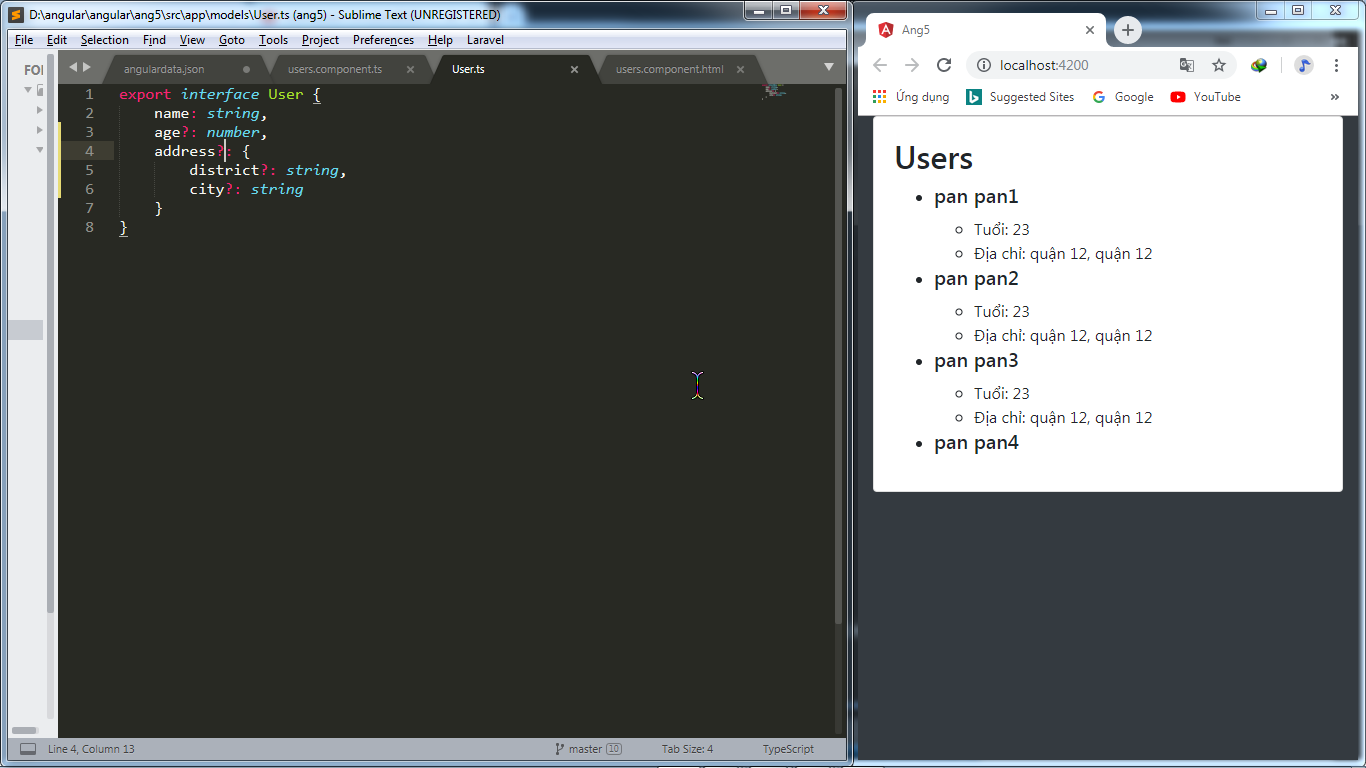 D:\angular\angular\ang5\src\app\models\User.ts (ang5) - Sublime Text (UNREGISTERED)
File Edit Selection Find View Goto Tools Project Preferences Help Laravel
FOI
angulardata.json
users.component.ts
User.ts
users.component.html
1 export interface User {
2 name: string,
3 age?: number,
4 address?: {
5 district?: string,
6 city?: string
7 }
8 }
Line 4, Column 13
master 10
Tab Size: 4
TypeScript
Ang5
localhost:4200
Ứng dụng
Suggested Sites
Google
YouTube
»
Users
pan pan1
Tuổi: 23
Địa chỉ: quận 12, quận 12
pan pan2
Tuổi: 23
Địa chỉ: quận 12, quận 12
pan pan3
Tuổi: 23
Địa chỉ: quận 12, quận 12
pan pan4